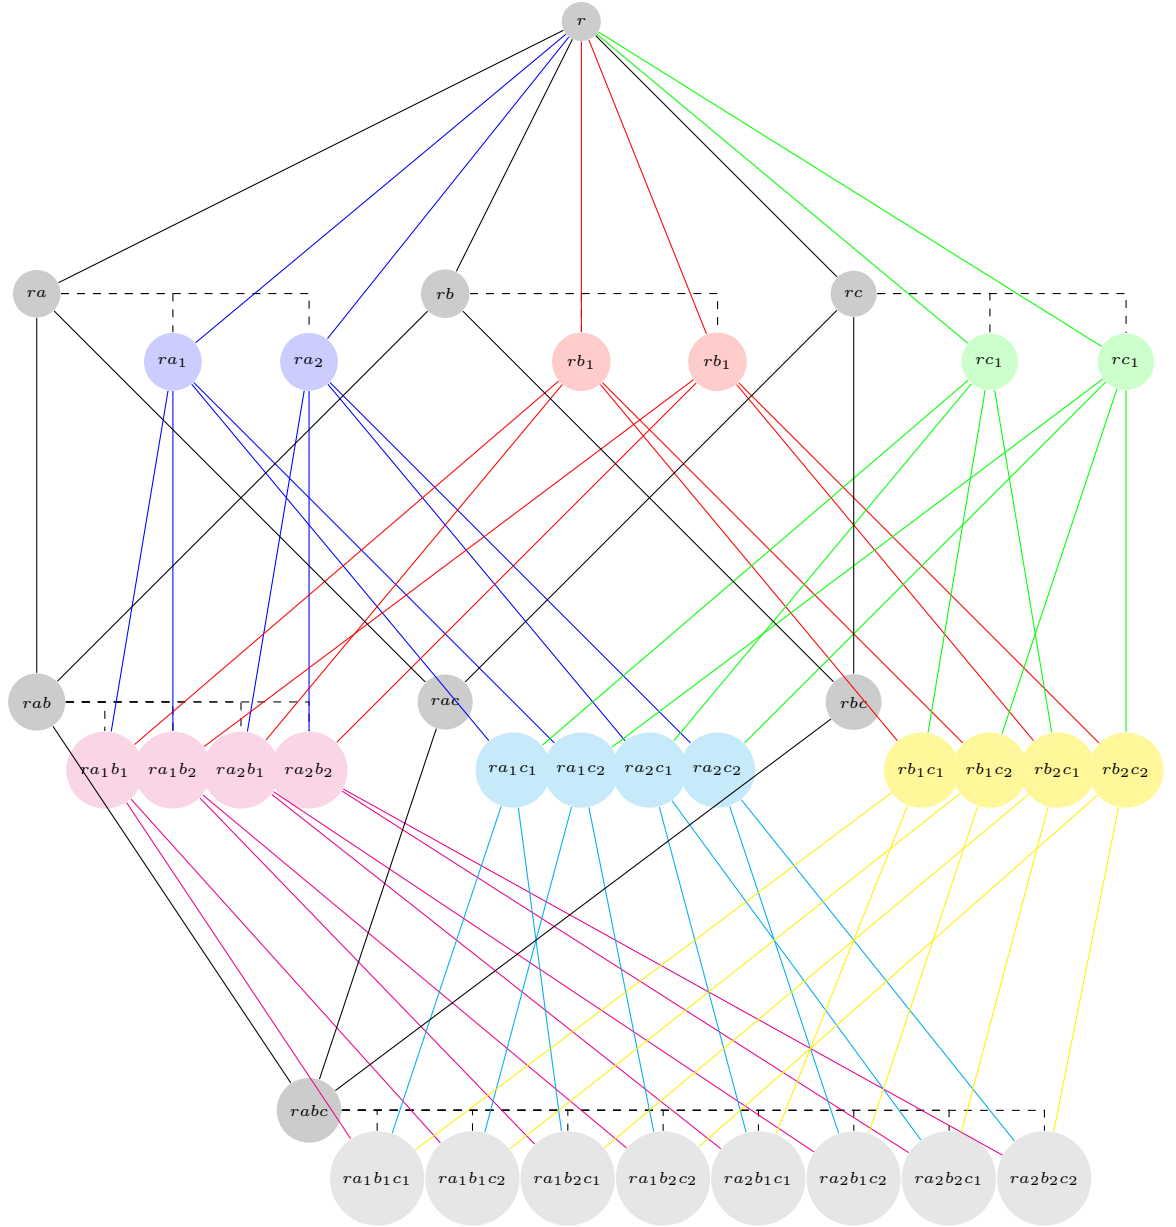 r
ra rb rc
ra₁ ra₂ rb₁ rb₁ rc₁ rc₁
rab rac rbc
ra₁b₁ ra₁b₂ ra₂b₁ ra₂b₂ ra₁c₁ ra₁c₂ ra₂c₁ ra₂c₂ rb₁c₁ rb₁c₂ rb₂c₁ rb₂c₂
rabc
ra₁b₁c₁ ra₁b₁c₂ ra₁b₂c₁ ra₁b₂c₂ ra₂b₁c₁ ra₂b₁c₂ ra₂b₂c₁ ra₂b₂c₂